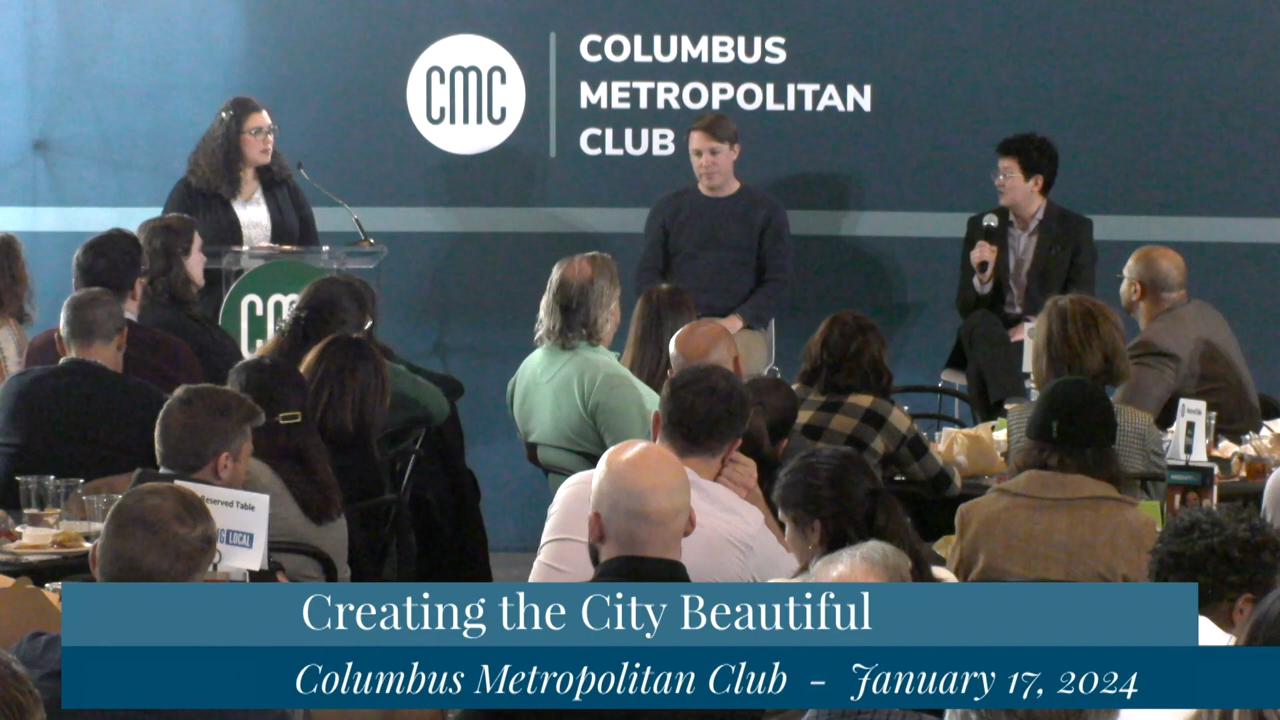 CMC
COLUMBUS
METROPOLITAN
CLUB
CMC
Reserved Table
LOCAL
Creating the City Beautiful
Columbus Metropolitan Club - January 17, 2024